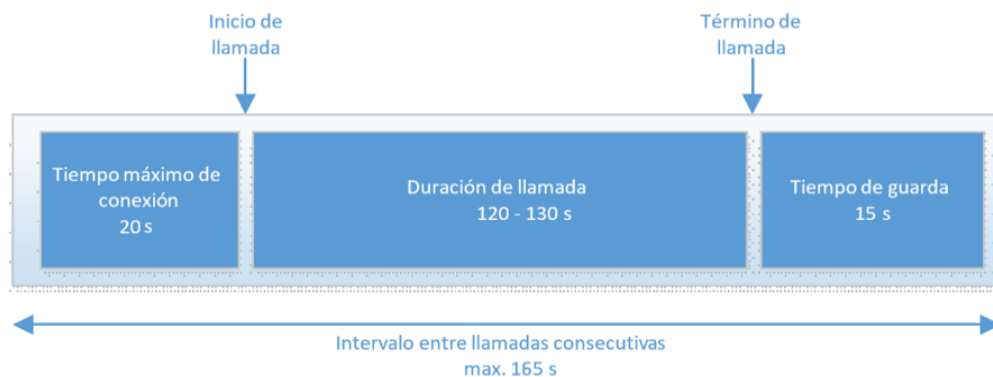 Inicio de
llamada
Término de
llamada
Tiempo máximo de
conexión
20 s
Duración de llamada
120 - 130 s
Tiempo de guarda
15 s
Intervalo entre llamadas consecutivas
max. 165 s